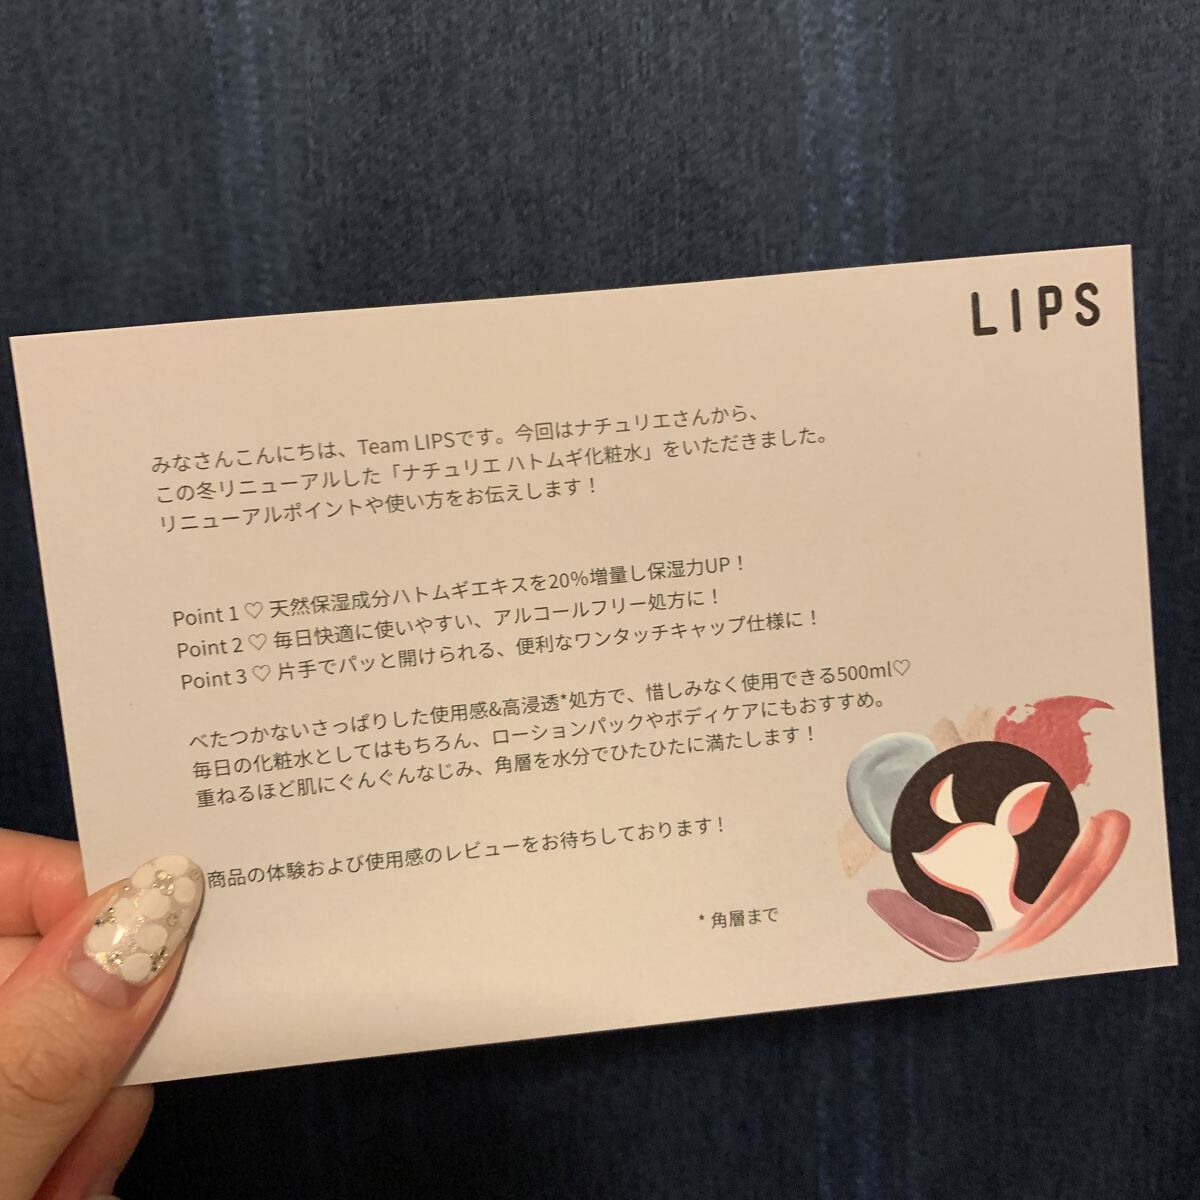 LIPS
みなさんこんにちは、Team LIPSです。今回はナチュリエさんから、
この冬リニューアルした「ナチュリエ ハトムギ化粧水」をいただきました。
リニューアルポイントや使い方をお伝えします！
Point 1 ♡ 天然保湿成分ハトムギエキスを20%増量し保湿力UP！
Point 2 ♡ 毎日快適に使いやすい、アルコールフリー処方に！
Point 3 ♡ 片手でパッと開けられる、便利なワンタッチキャップ仕様に！
べたつかないさっぱりした使用感&高浸透*処方で、惜しみなく使用できる500ml♡
毎日の化粧水としてはもちろん、ローションパックやボディケアにもおすすめ。
重ねるほど肌にぐんぐんなじみ、角層を水分でひたひたに満たします！
商品の体験および使用感のレビューをお待ちしております！
* 角層まで